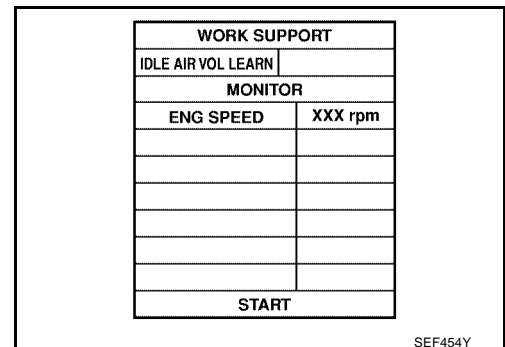 WORK SUPPORT
IDLE AIR VOL LEARN
MONITOR
ENG SPEED XXX rpm
START
SEF454Y